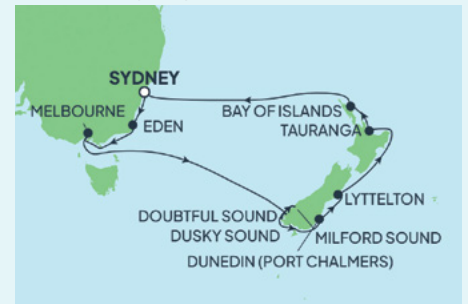 SYDNEY
MELBOURNE
EDEN
BAY OF ISLANDS
TAURANGA
LYTTELTON
DOUBTFUL SOUND
DUSKY SOUND
MILFORD SOUND
DUNEDIN (PORT CHALMERS)